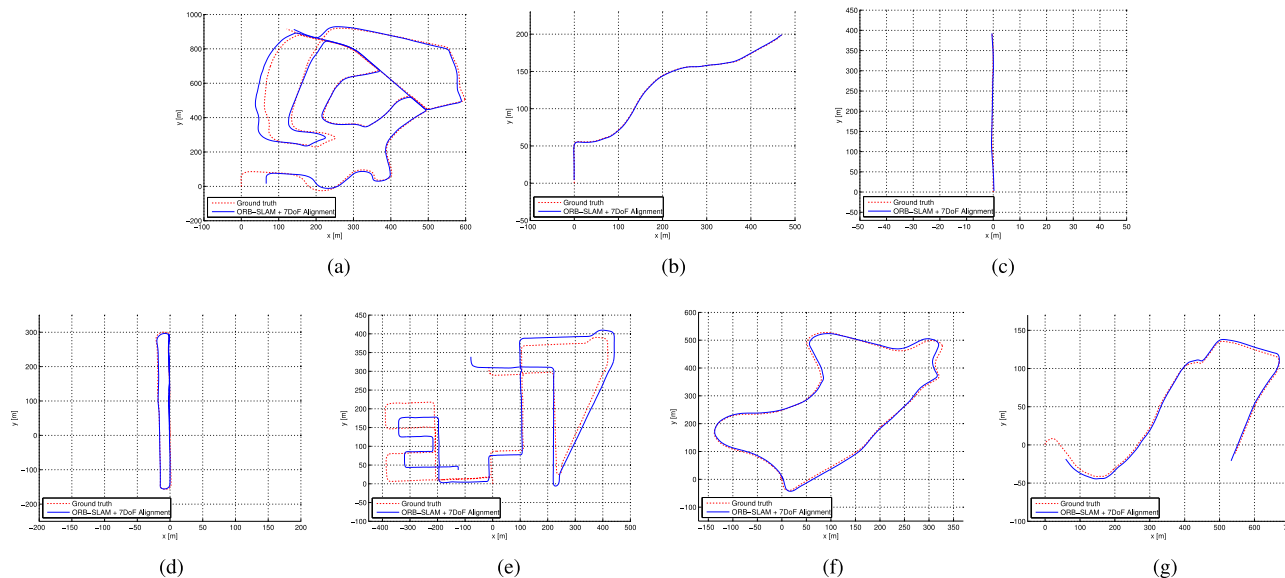 1000
800
600
400
200
0
−200
−200 −100 0 100 200 300 400 500 600
y [m]
x [m]
Ground truth
ORB−SLAM + 7DoF Alignment
(a)
200
150
100
50
0
−50
−100 0 100 200 300 400 500
y [m]
x [m]
Ground truth
ORB−SLAM + 7DoF Alignment
(b)
450
400
350
300
250
200
150
100
50
0
−50
−50 −40 −30 −20 −10 0 10 20 30 40 50
y [m]
x [m]
Ground truth
ORB−SLAM + 7DoF Alignment
(c)
300
200
100
0
−100
−200
−200 −150 −100 −50 0 50 100 150 200
y [m]
x [m]
Ground truth
ORB−SLAM + 7DoF Alignment
(d)
450
400
350
300
250
200
150
100
50
0
−50
−100
−400 −300 −200 −100 0 100 200 300 400 500
y [m]
x [m]
Ground truth
ORB−SLAM + 7DoF Alignment
(e)
600
500
400
300
200
100
0
−100
−150 −100 −50 0 50 100 150 200 250 300 350
y [m]
x [m]
Ground truth
ORB−SLAM + 7DoF Alignment
(f)
150
100
50
0
−50
−100
0 100 200 300 400 500 600
y [m]
x [m]
Ground truth
ORB−SLAM + 7DoF Alignment
(g)